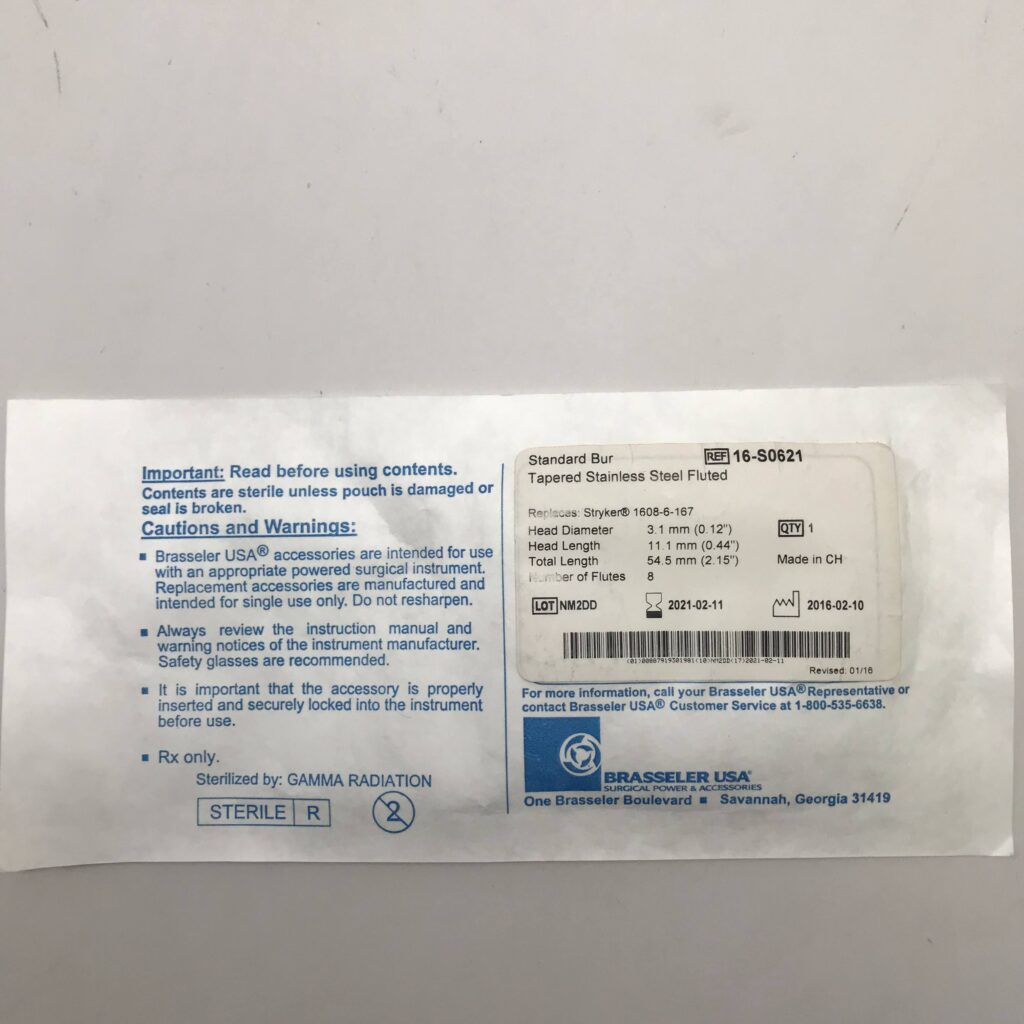 Important: Read before using contents.
Contents are sterile unless pouch is damaged or
seal is broken.
Cautions and Warnings:
▪ Brasseler USA® accessories are intended for use
with an appropriate powered surgical instrument.
Replacement accessories are manufactured and
intended for single use only. Do not resharpen.
▪ Always review the instruction manual and
warning notices of the instrument manufacturer.
Safety glasses are recommended.
▪ It is important that the accessory is properly
inserted and securely locked into the instrument
before use.
▪ Rx only.
Sterilized by: GAMMA RADIATION
STERILE R
2
Standard Bur REF 16-S0621
Tapered Stainless Steel Fluted
Replaces: Stryker® 1608-6-167
Head Diameter 3.1 mm (0.12") QTY 1
Head Length 11.1 mm (0.44")
Total Length 54.5 mm (2.15") Made in CH
Number of Flutes 8
LOT NM2DD 2021-02-11 2016-02-10
Revised: 01/16
For more information, call your Brasseler USA® Representative or
contact Brasseler USA® Customer Service at 1-800-535-6638.
BRASSELER USA®
SURGICAL POWER & ACCESSORIES
One Brasseler Boulevard ▪ Savannah, Georgia 31419